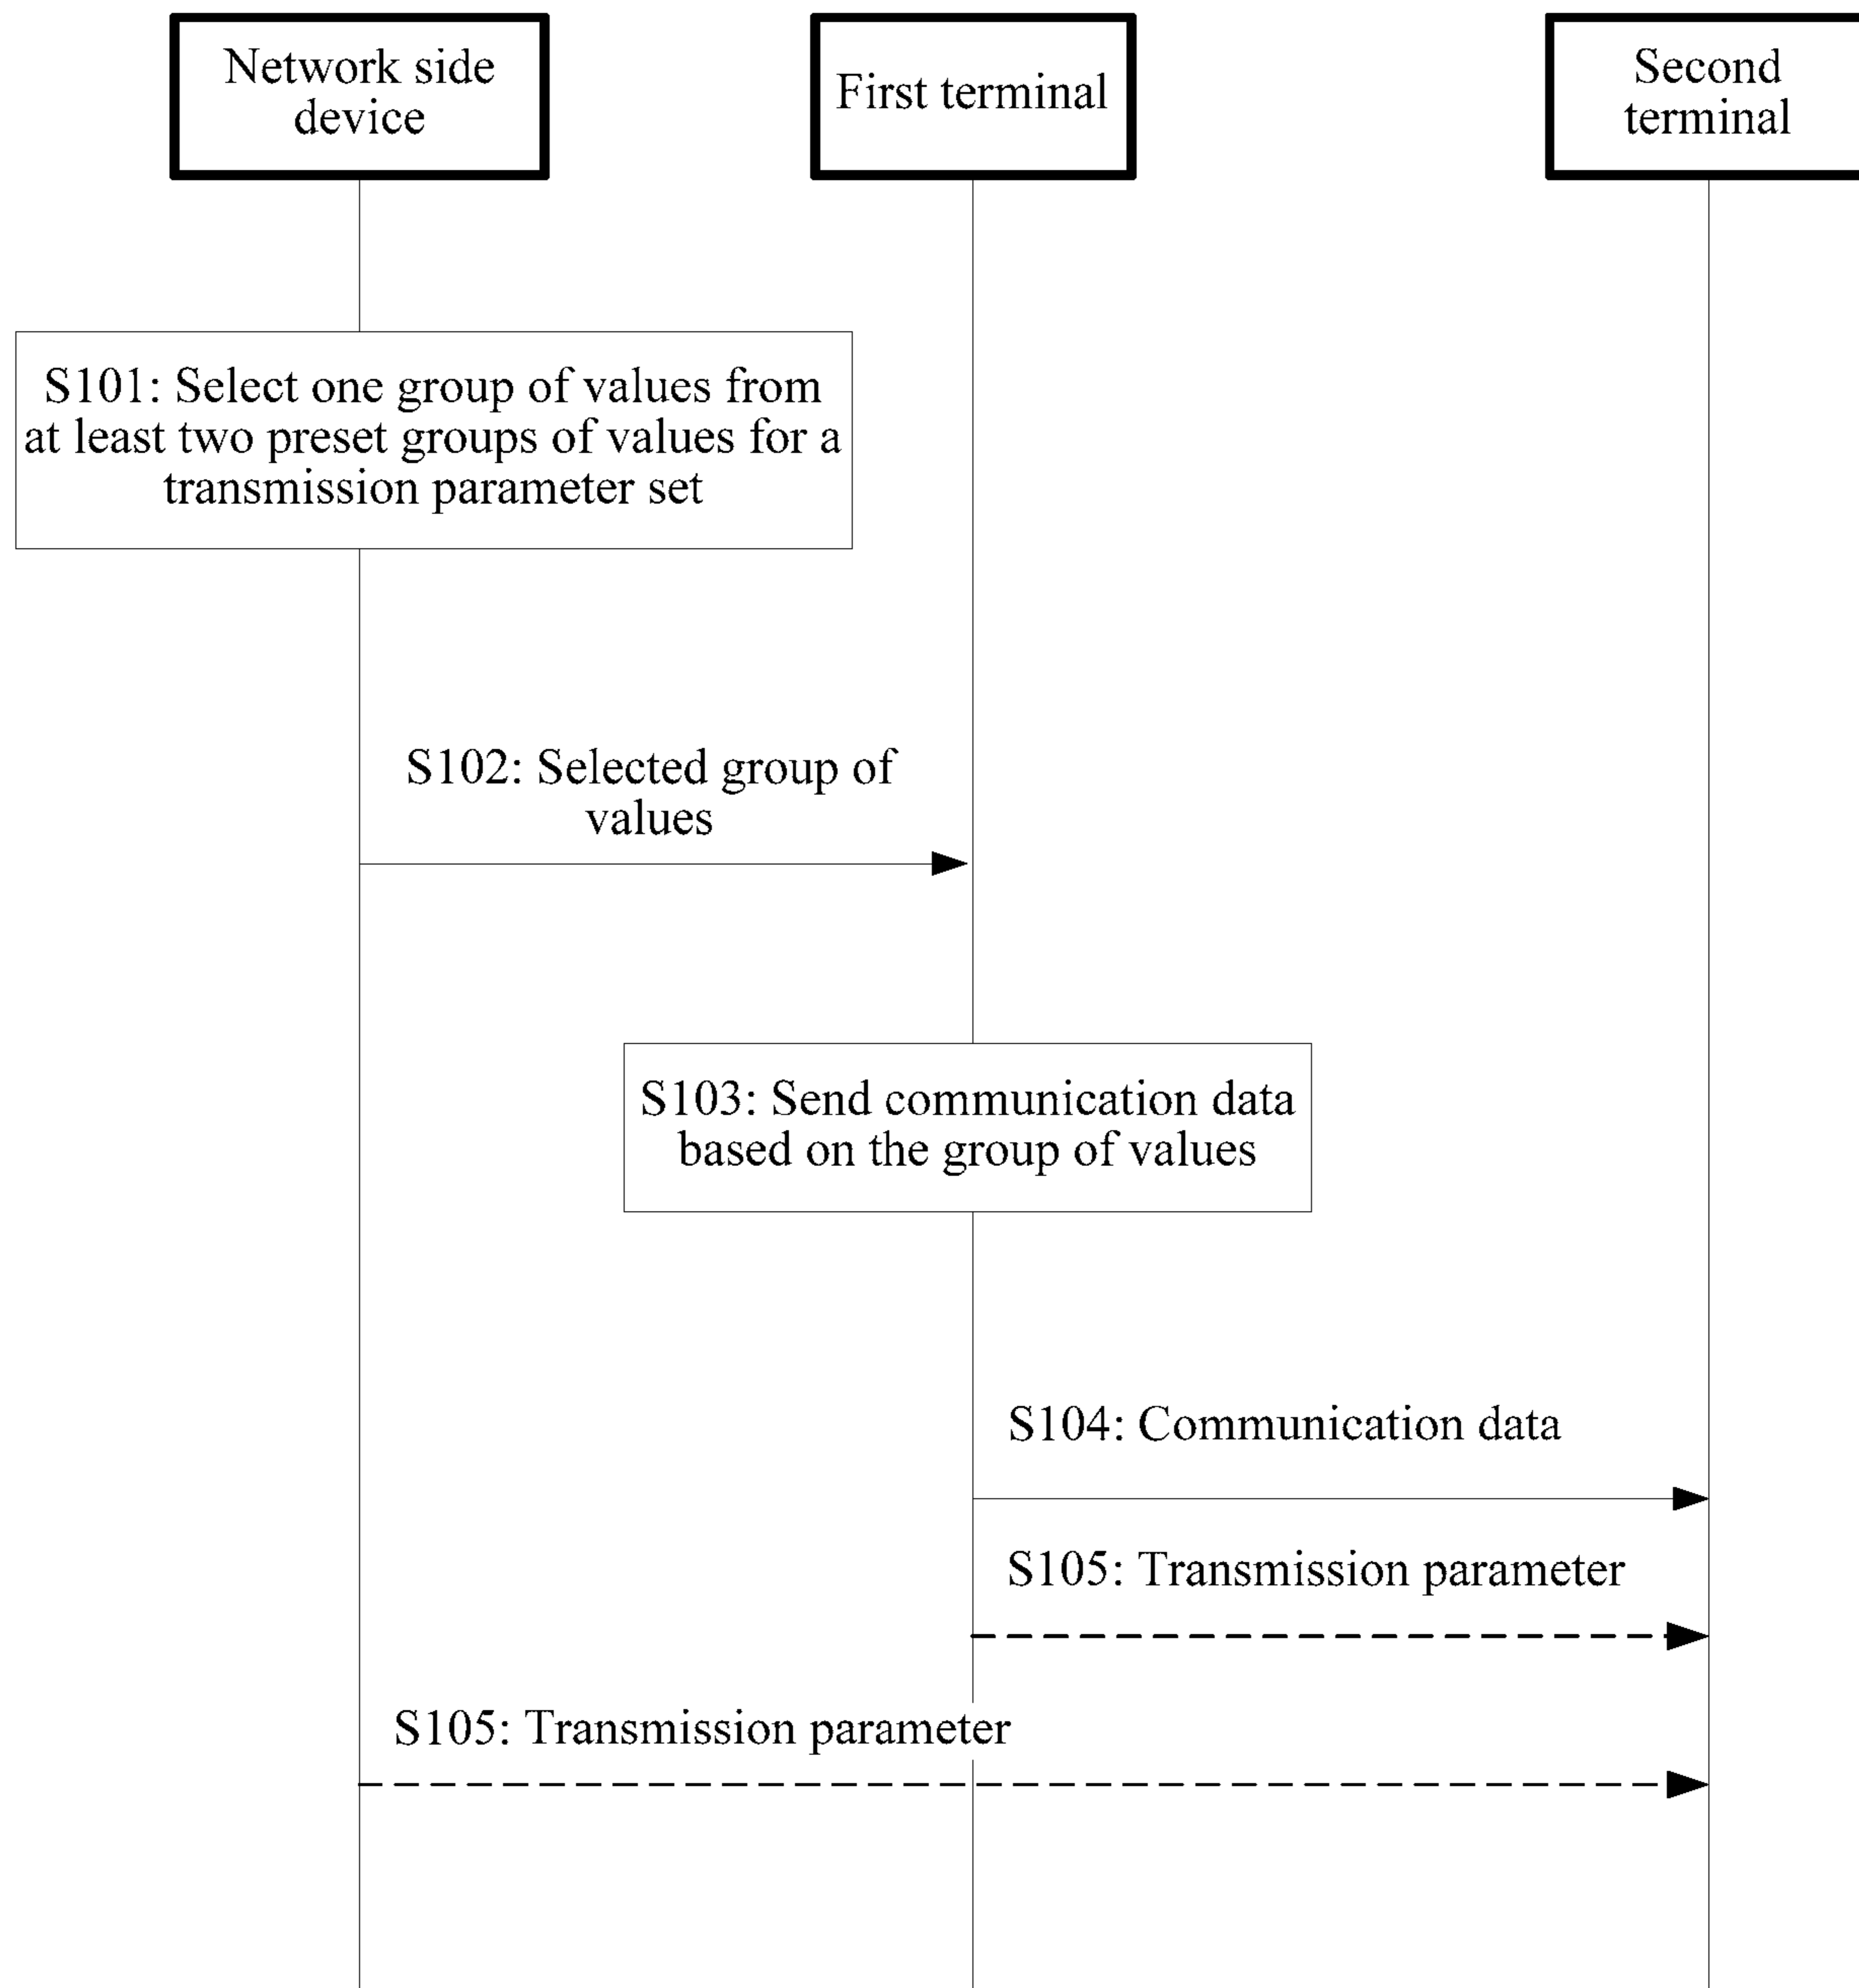 Network side
device
First terminal
Second
terminal
S101: Select one group of values from
at least two preset groups of values for a
transmission parameter set
S102: Selected group of
values
S103: Send communication data
based on the group of values
S104: Communication data
S105: Transmission parameter
S105: Transmission parameter